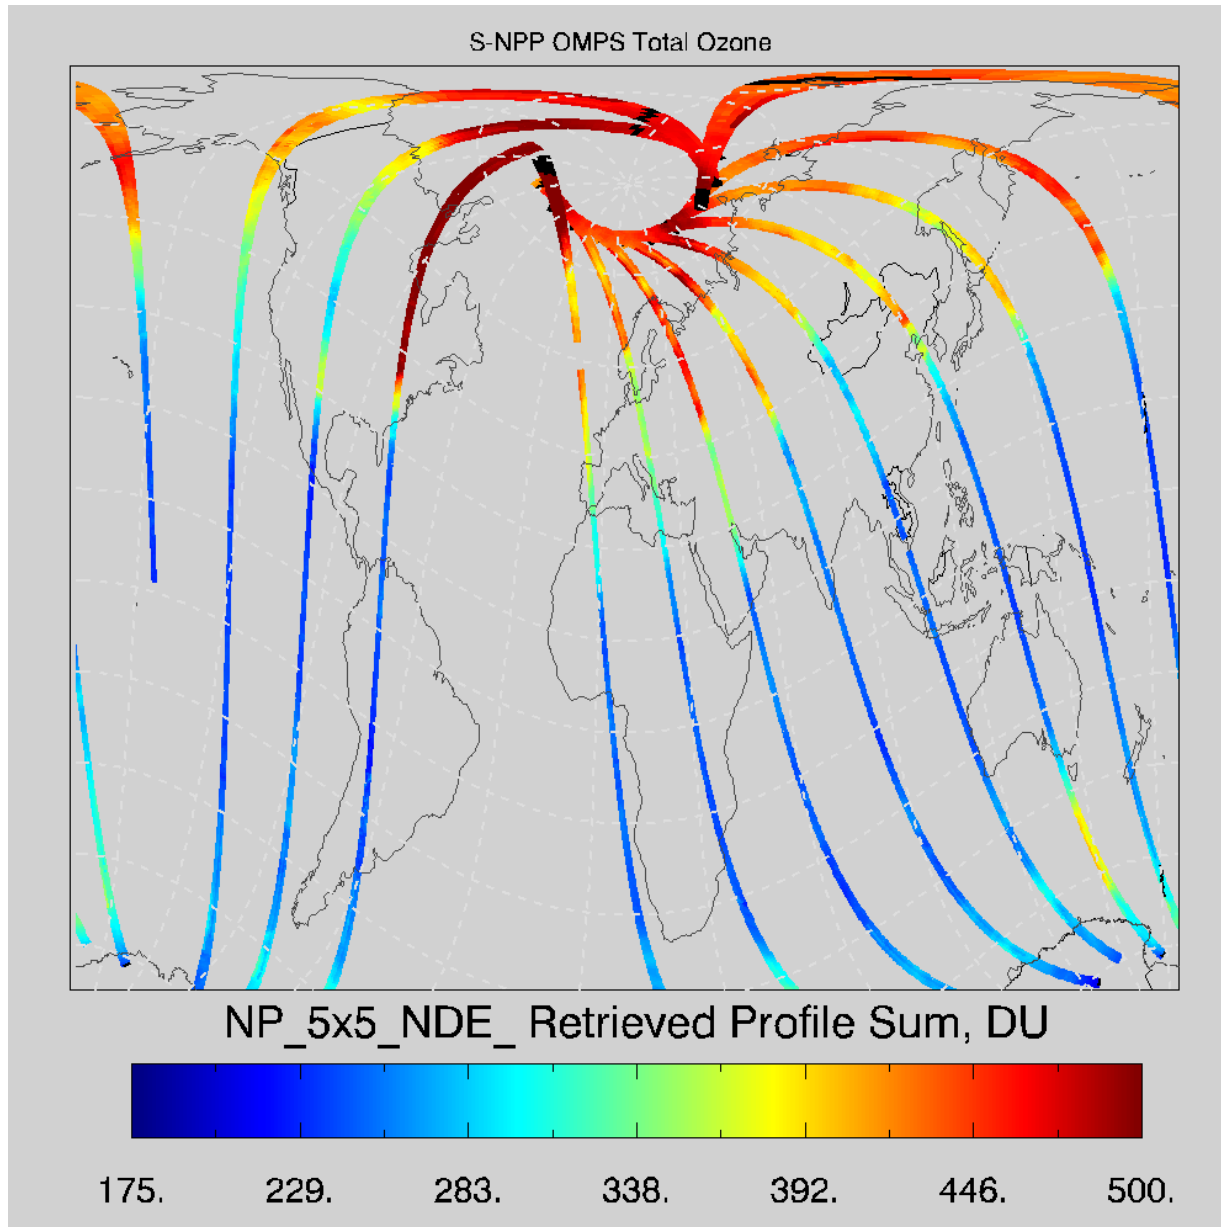 S-NPP OMPS Total Ozone
NP_5x5_NDE_ Retrieved Profile Sum, DU
175. 229. 283. 338. 392. 446. 500.